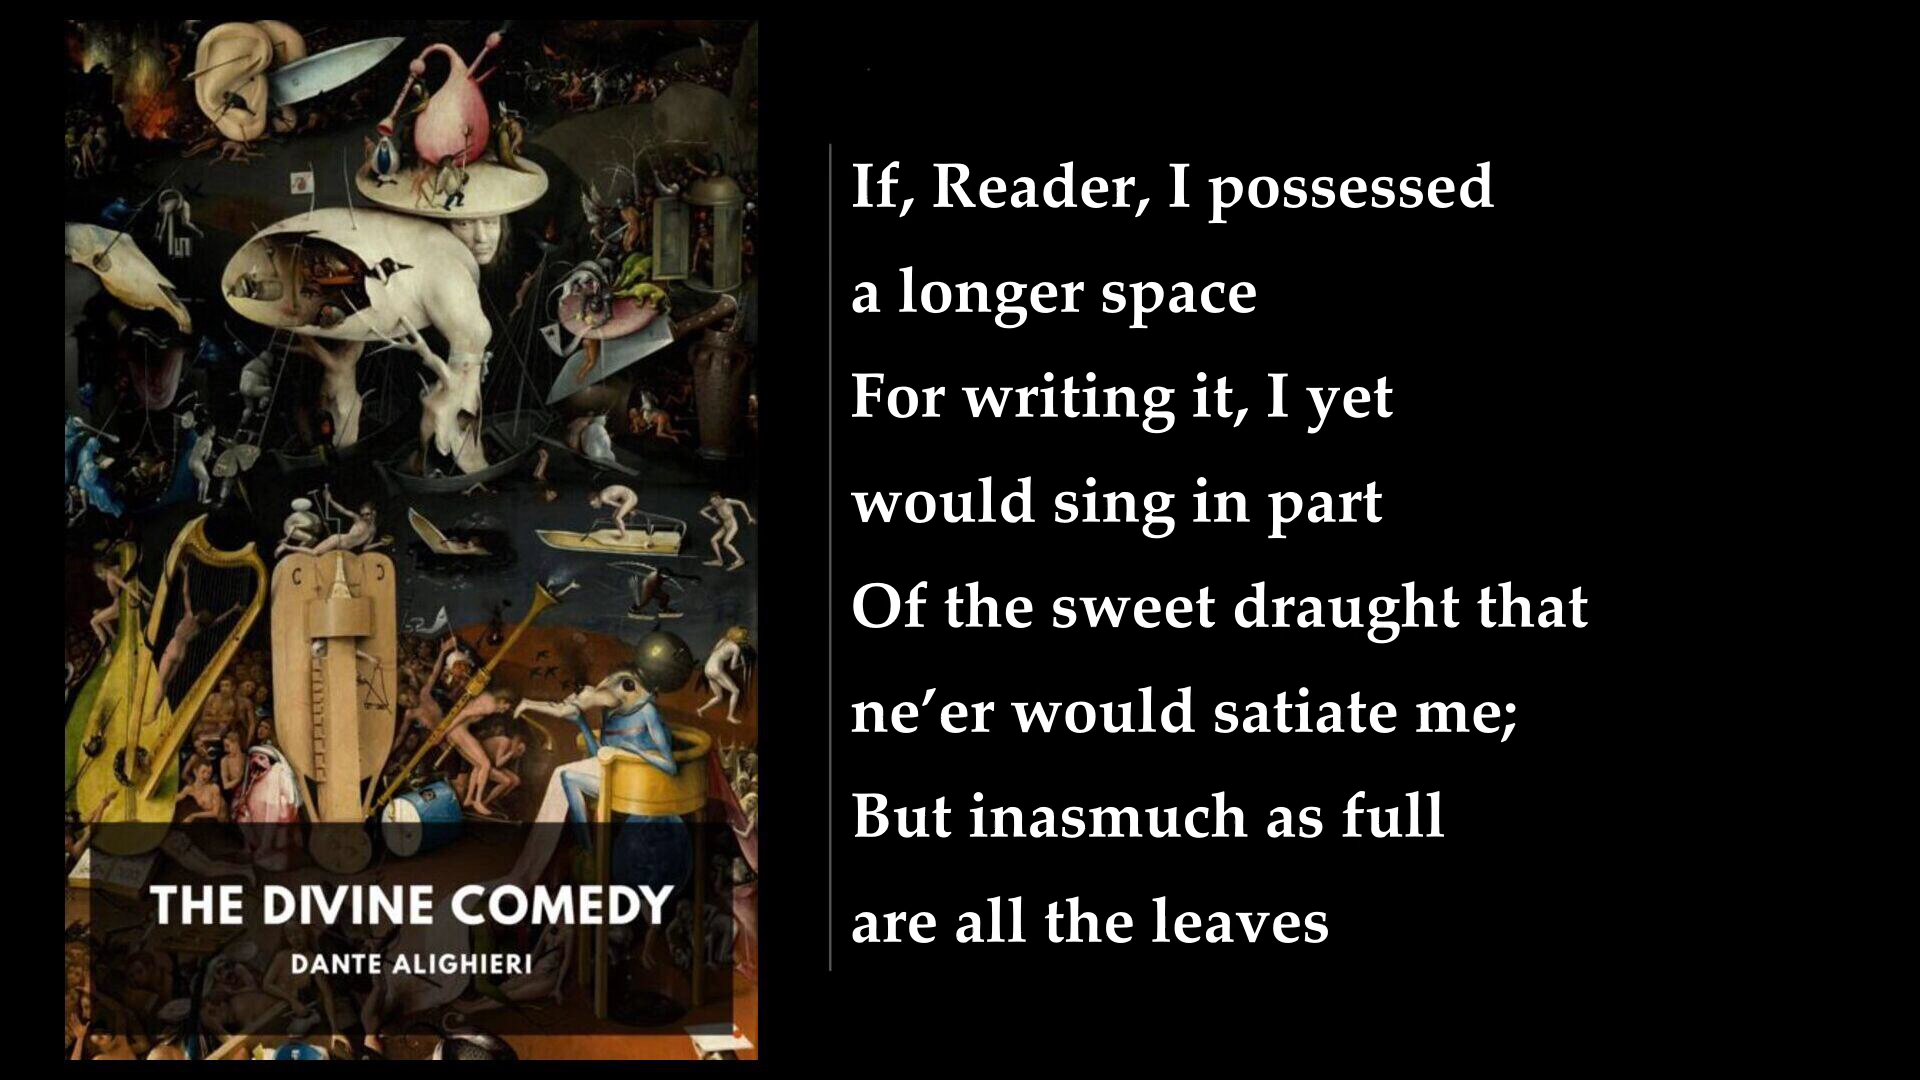 If, Reader, I possessed
a longer space
For writing it, I yet
would sing in part
Of the sweet draught that
ne’er would satiate me;
But inasmuch as full
are all the leaves
THE DIVINE COMEDY
DANTE ALIGHIERI